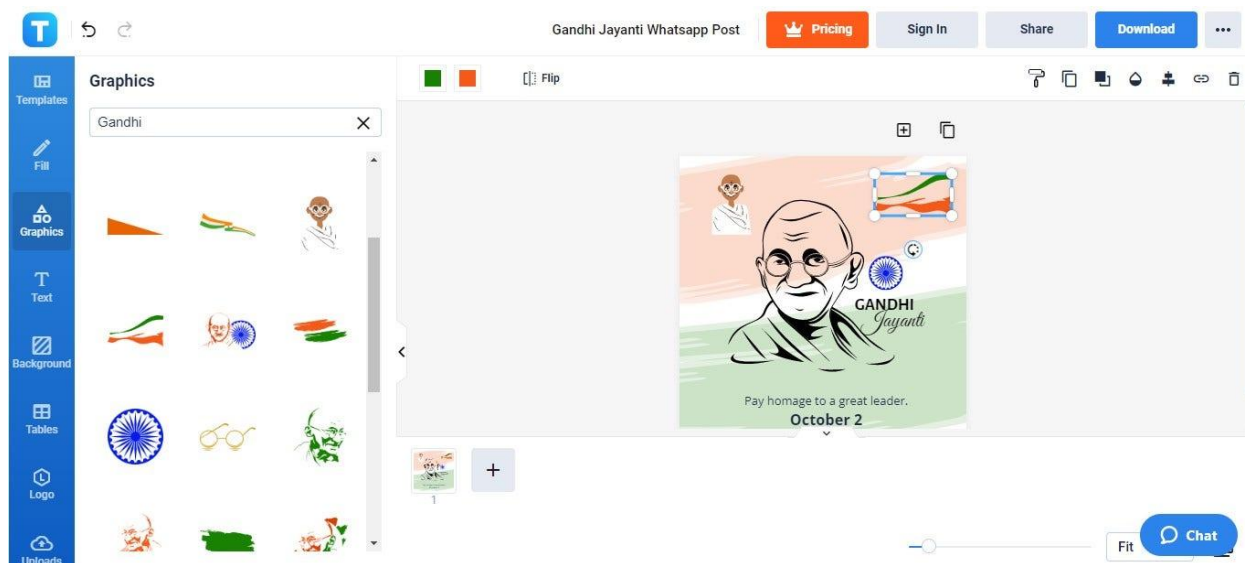 T
Gandhi Jayanti Whatsapp Post
Pricing
Sign In
Share
Download
Templates
Fill
Graphics
Text
Background
Tables
Logo
Uploads
Graphics
Gandhi
Flip
GANDHI
Jayanti
Pay homage to a great leader.
October 2
1
Fit
Chat